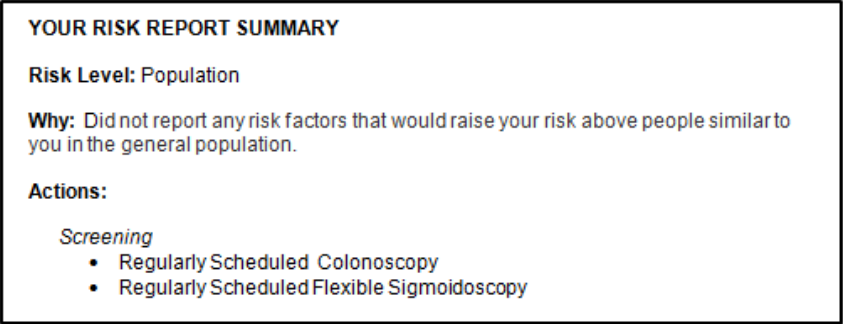 YOUR RISK REPORT SUMMARY
Risk Level: Population
Why: Did not report any risk factors that would raise your risk above people similar to
you in the general population.
Actions:
Screening
• Regularly Scheduled Colonoscopy
• Regularly Scheduled Flexible Sigmoidoscopy